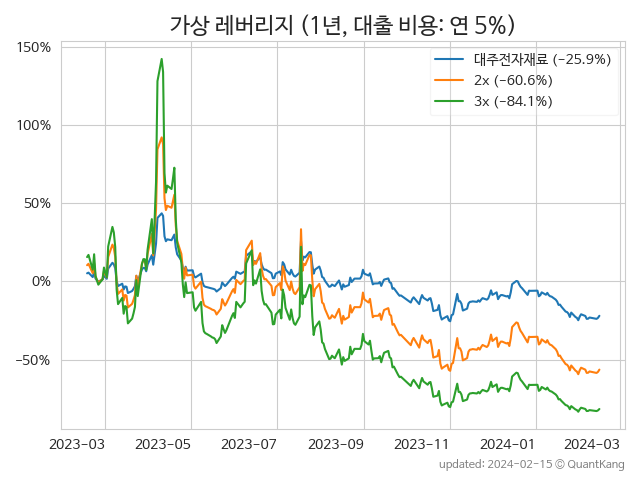 가상 레버리지 (1년, 대출 비용: 연 5%)
150%
100%
50%
0%
−50%
대주전자재료 (−25.9%)
2x (−60.6%)
3x (−84.1%)
2023-03 2023-05 2023-07 2023-09 2023-11 2024-01 2024-03
updated: 2024-02-15 © QuantKang